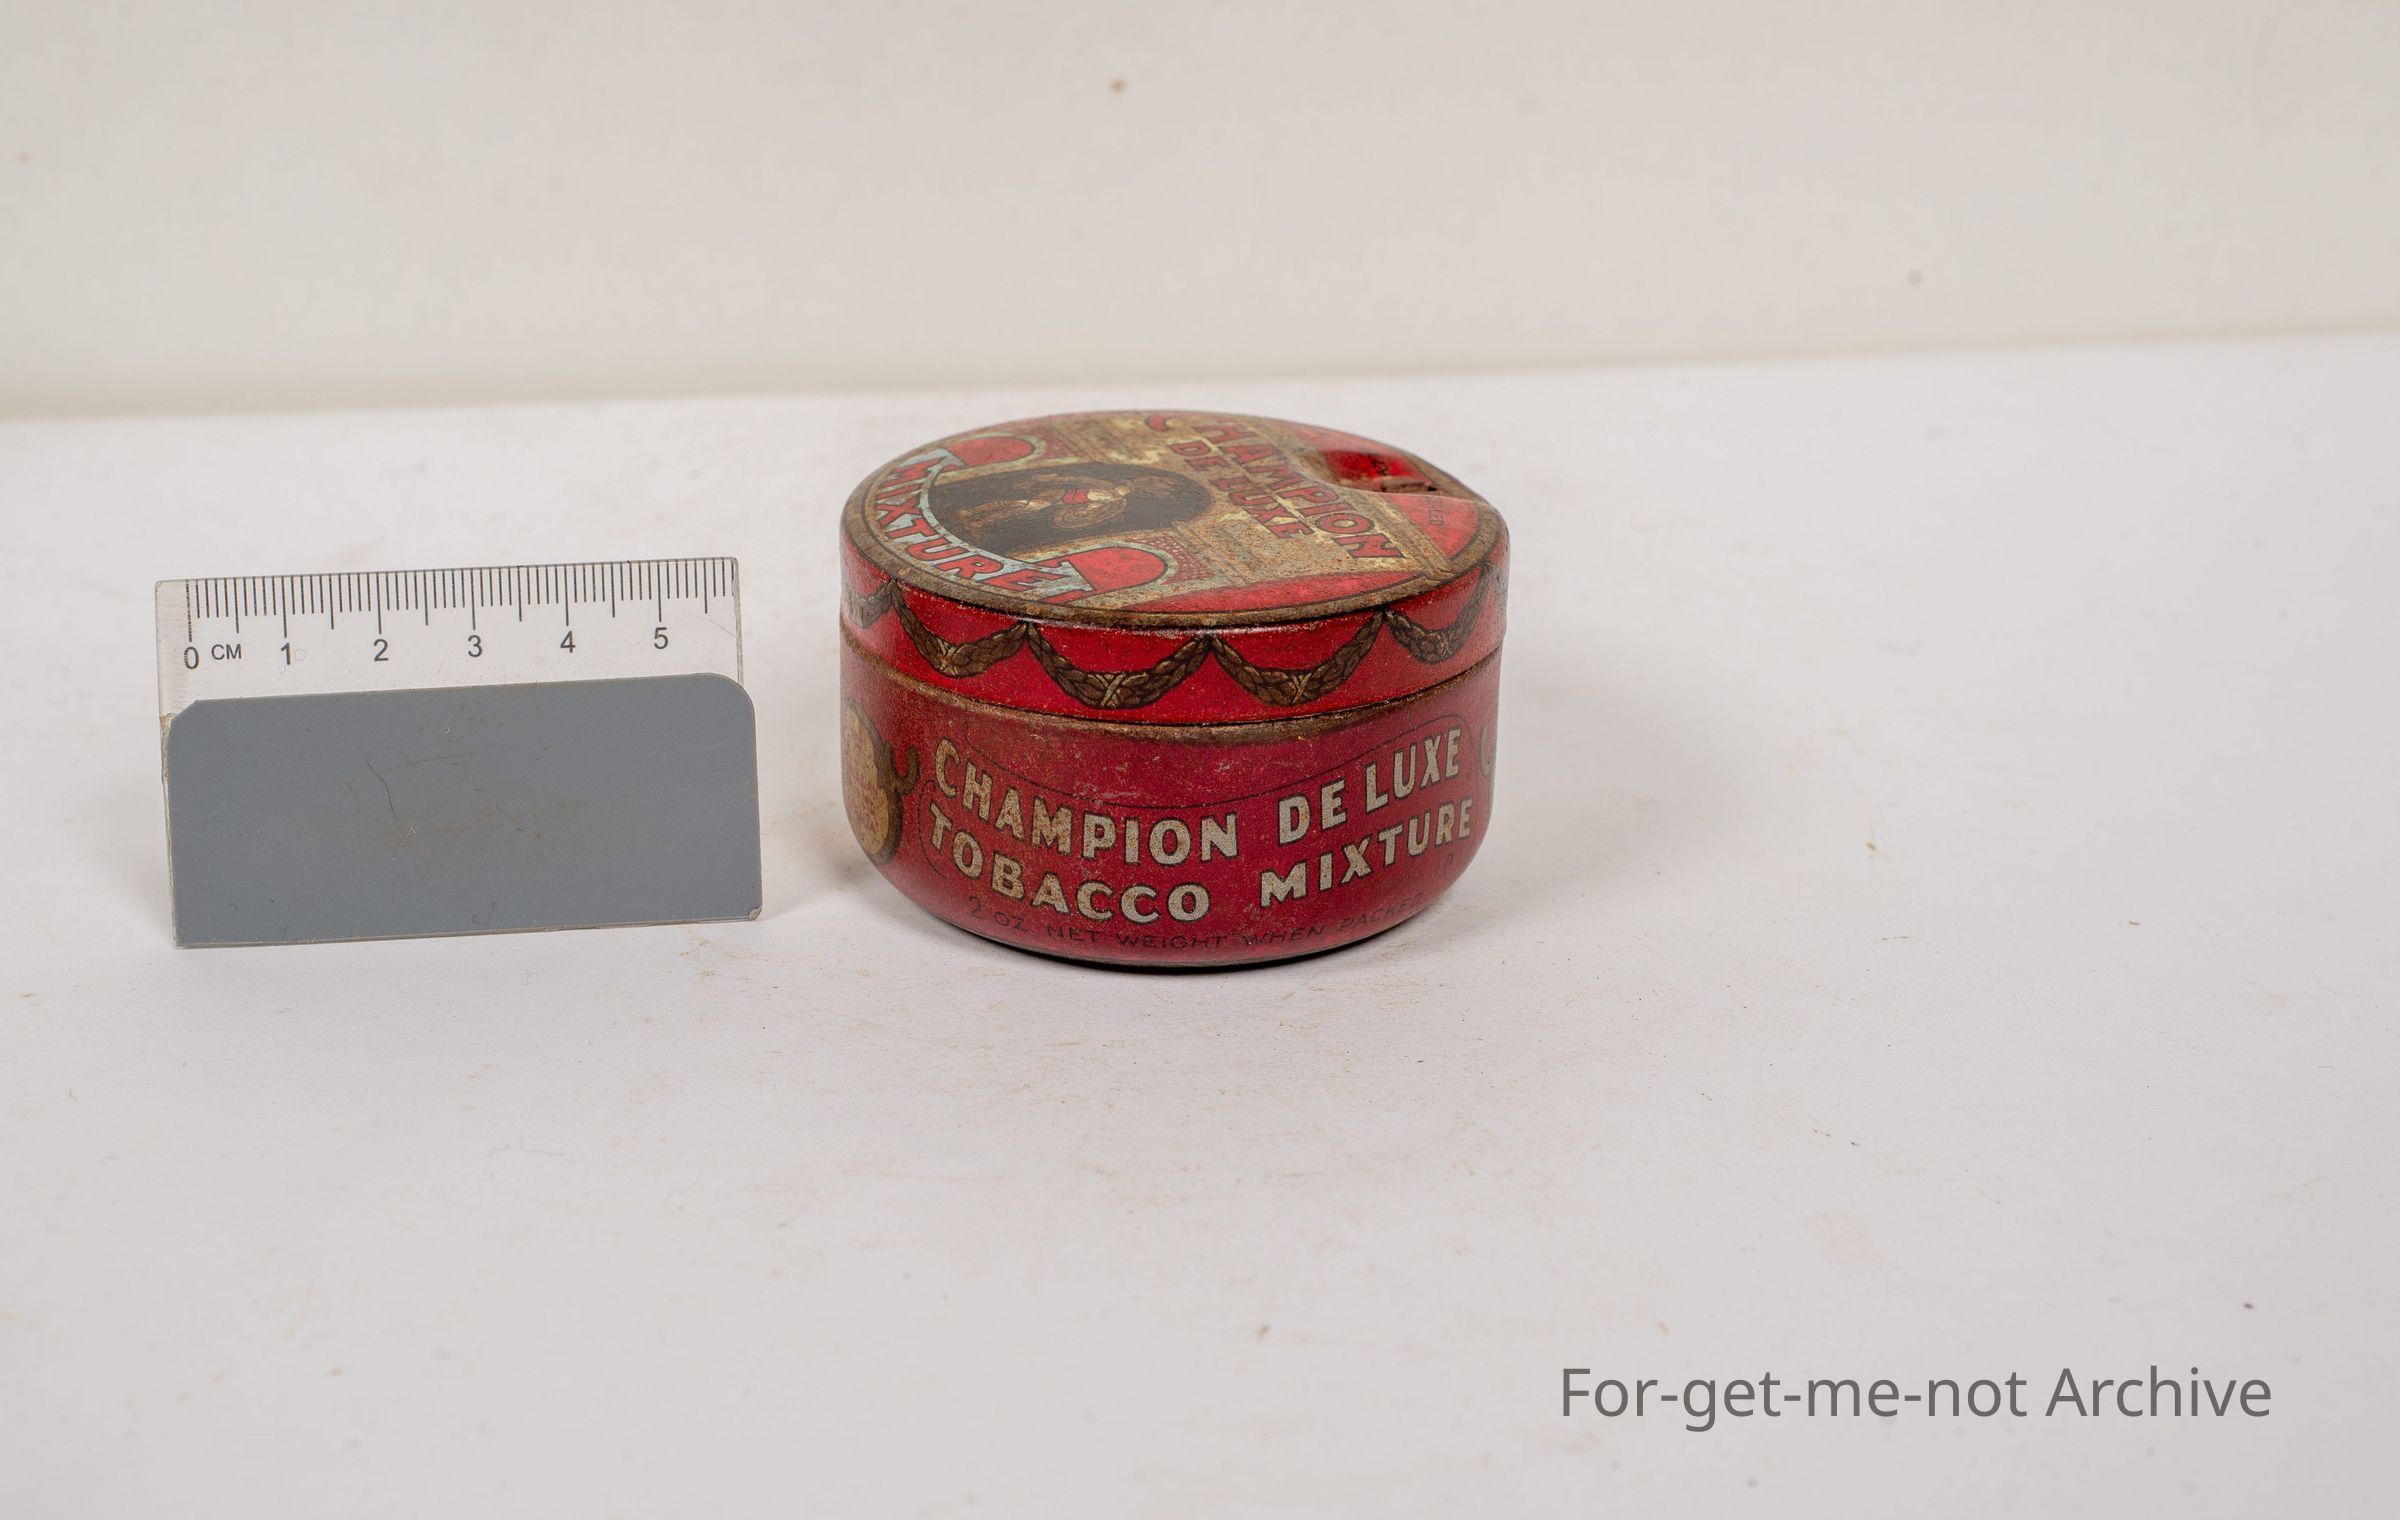 CHAMPION
DE LUXE
MIXTURE
0 CM 1 2 3 4 5
CHAMPION DE LUXE
TOBACCO MIXTURE
2 OZ. NET WEIGHT WHEN PACKED
For-get-me-not Archive